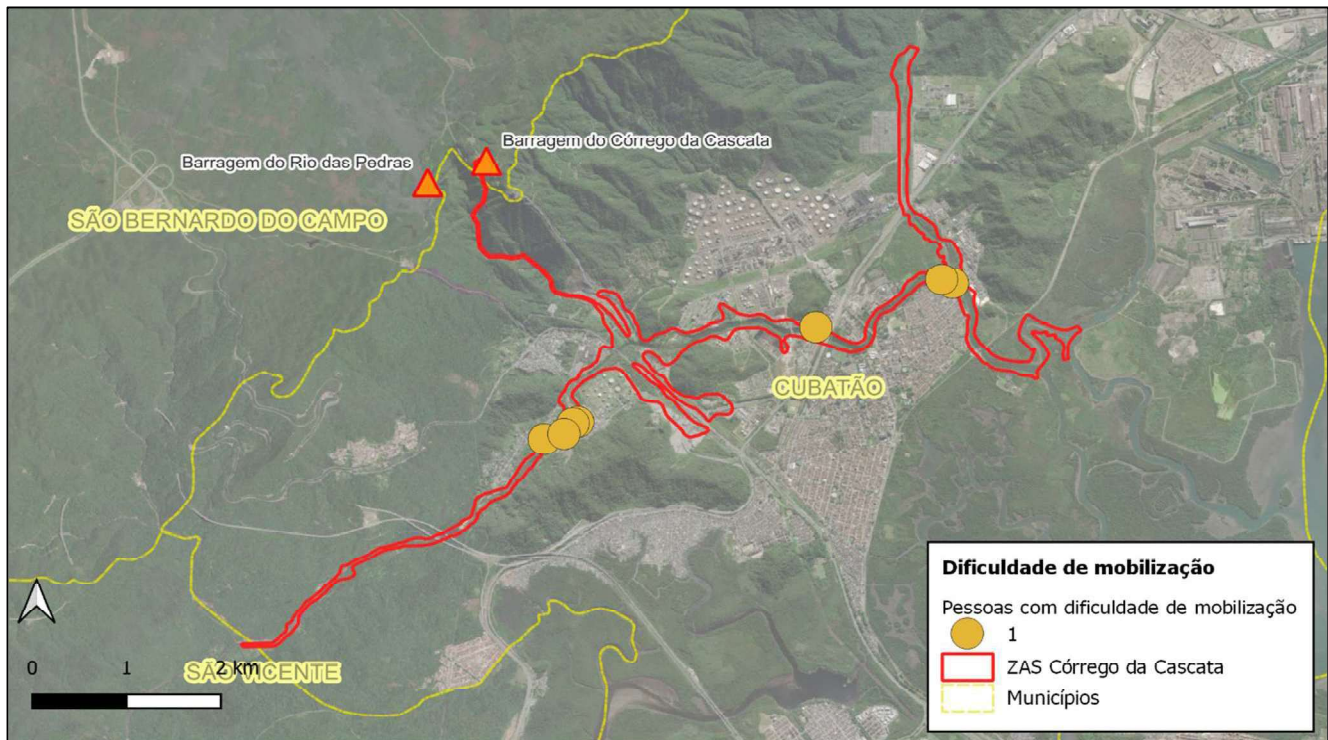 Barragem do Córrego da Cascata
Barragem do Rio das Pedras
SÃO BERNARDO DO CAMPO
CUBATÃO
SÃO VICENTE
0 1 2 km
Dificuldade de mobilização
Pessoas com dificuldade de mobilização
1
ZAS Córrego da Cascata
Municípios